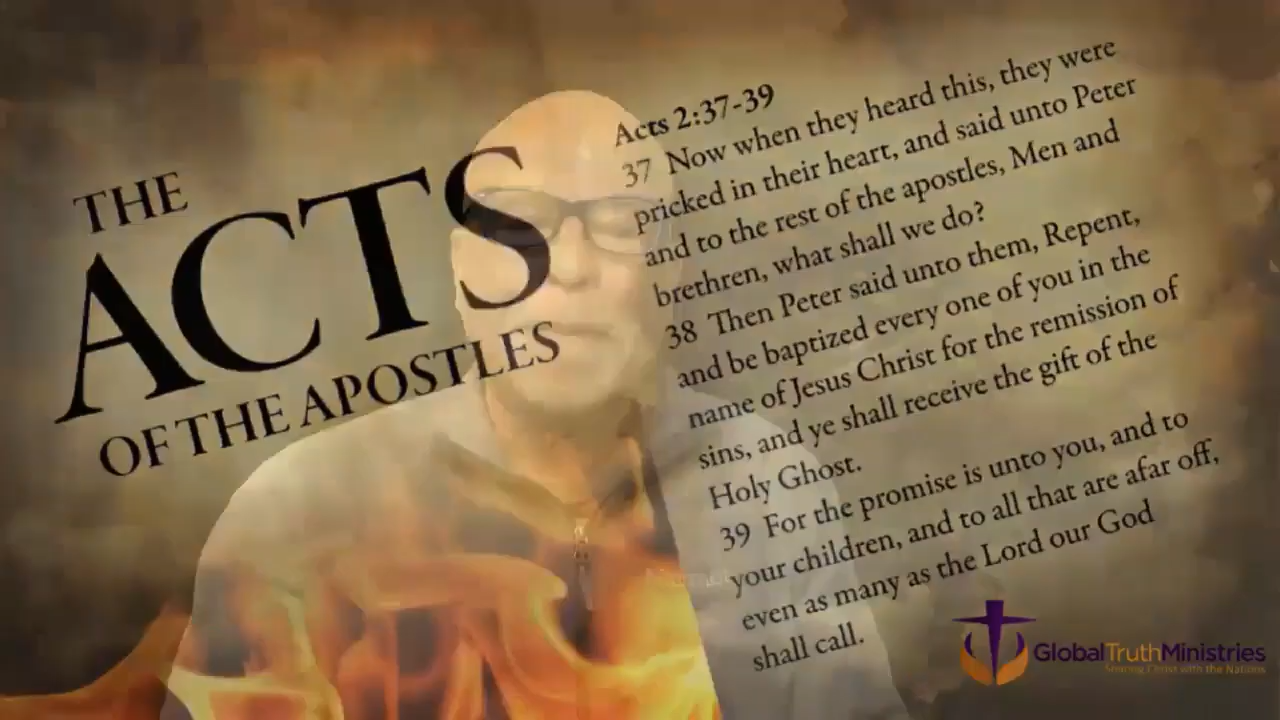 THE
ACTS
OF THE APOSTLES
Acts 2:37-39
37 Now when they heard this, they were
pricked in their heart, and said unto Peter
and to the rest of the apostles, Men and
brethren, what shall we do?
38 Then Peter said unto them, Repent,
and be baptized every one of you in the
name of Jesus Christ for the remission of
sins, and ye shall receive the gift of the
Holy Ghost.
39 For the promise is unto you, and to
your children, and to all that are afar off,
even as many as the Lord our God
shall call.
GlobalTruthMinistries
Sharing Christ with the Nations